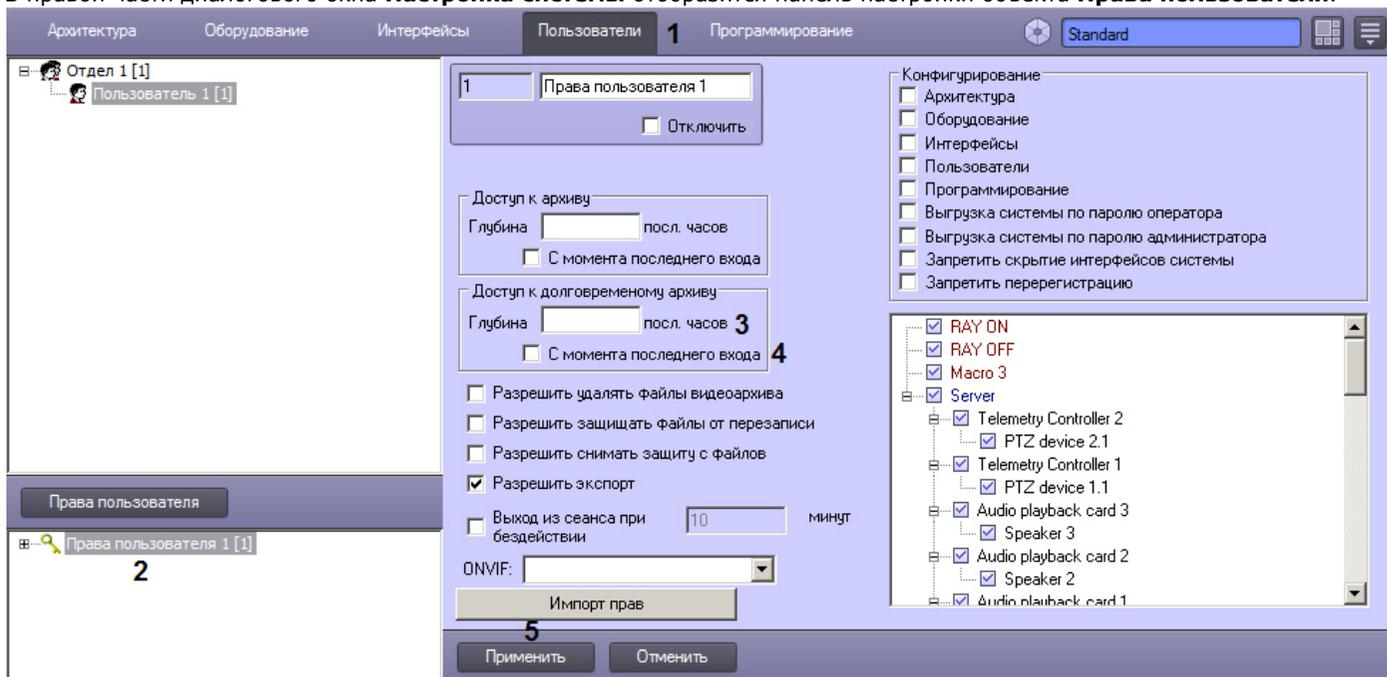 Архитектура Оборудование Интерфейсы Пользователи 1 Программирование Standard
Отдел 1 [1]
Пользователь 1 [1]
Права пользователя
Права пользователя 1 [1]
2
1 Права пользователя 1
Отключить
Доступ к архиву
Глубина посл. часов
С момента последнего входа
Доступ к долговременому архиву
Глубина посл. часов 3
С момента последнего входа 4
Разрешить удалять файлы видеоархива
Разрешить защищать файлы от перезаписи
Разрешить снимать защиту с файлов
Разрешить экспорт
Выход из сеанса при
бездействии
10 минут
ONVIF:
Импорт прав
5
Применить Отменить
Конфигурирование
Архитектура
Оборудование
Интерфейсы
Пользователи
Программирование
Выгрузка системы по паролю оператора
Выгрузка системы по паролю администратора
Запретить скрытие интерфейсов системы
Запретить перерегистрацию
RAY ON
RAY OFF
Macro 3
Server
Telemetry Controller 2
PTZ device 2.1
Telemetry Controller 1
PTZ device 1.1
Audio playback card 3
Speaker 3
Audio playback card 2
Speaker 2
Audio playback card 1